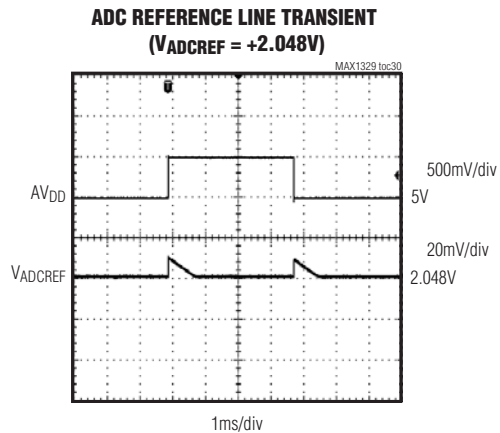 ADC REFERENCE LINE TRANSIENT
(VADCREF = +2.048V)
MAX1329 toc30
T
500mV/div
AVDD
5V
20mV/div
VADCREF
2.048V
1ms/div